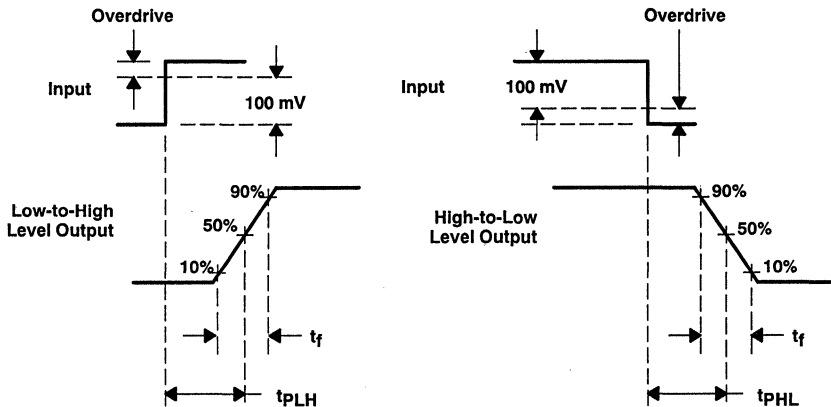 Overdrive
Overdrive
Input
100 mV
Input
100 mV
Low-to-High
Level Output
90%
50%
10%
High-to-Low
Level Output
90%
50%
10%
tf
tf
tPLH
tPHL